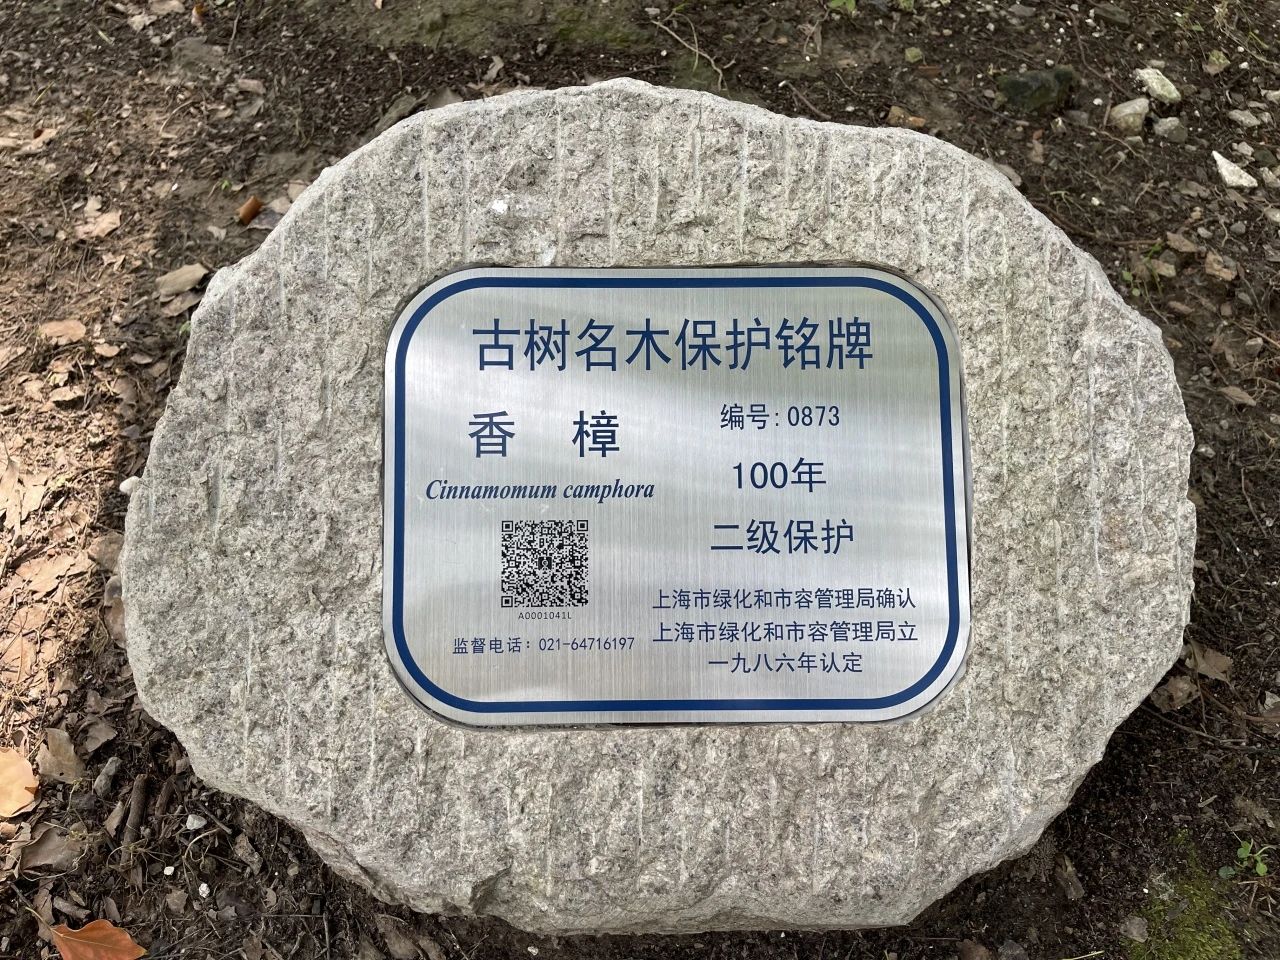 古树名木保护铭牌
香 樟
Cinnamomum camphora
A0001041L
监督电话: 021-64716197
编号: 0873
100年
二级保护
上海市绿化和市容管理局确认
上海市绿化和市容管理局立
一九八六年认定